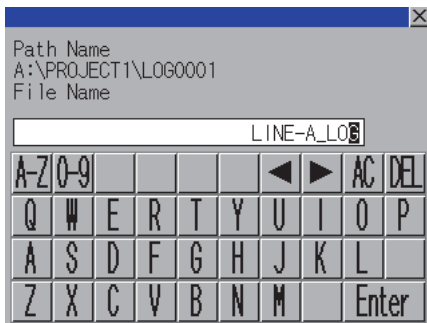 ×
Path Name
A:\PROJECT1\LOG0001
File Name
LINE-A_LOG
A-Z 0-9 ◀ ▶ AC DEL
Q W E R T Y U I O P
A S D F G H J K L
Z X C V B N M Enter